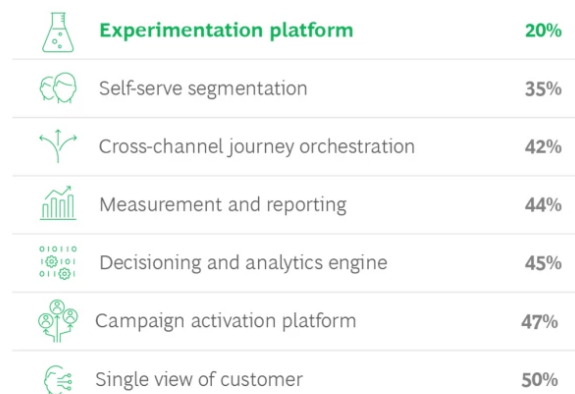 Experimentation platform 20%
Self-serve segmentation 35%
Cross-channel journey orchestration 42%
Measurement and reporting 44%
010110
Decisioning and analytics engine 45%
Campaign activation platform 47%
Single view of customer 50%